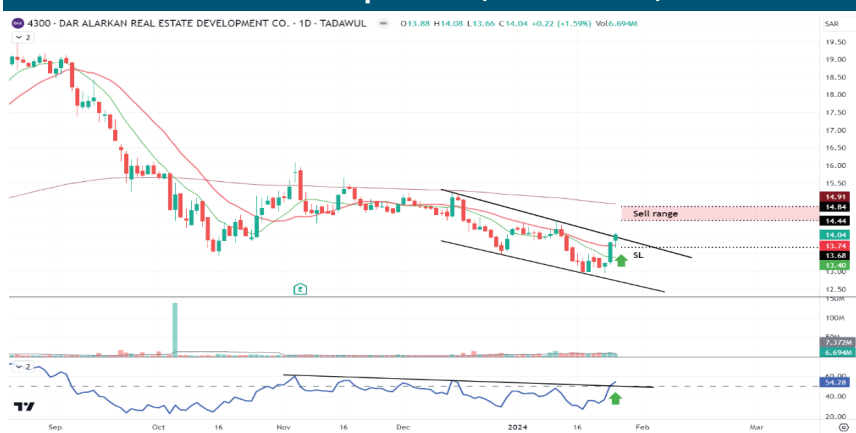 4300 · DAR ALARKAN REAL ESTATE DEVELOPMENT CO. · 1D · TADAWUL O13.88 H14.08 L13.66 C14.04 +0.22 (+1.59%) Vol6.694M
SAR
2
19.50
19.00
18.50
18.00
17.50
17.00
16.50
16.00
15.50
14.91
14.84
Sell range
14.44
14.04
13.74
13.68
SL
13.40
13.00
12.50
E
150M
100M
50M
7.372M
6.694M
2
60.00
54.28
40.00
20.00
Sep Oct 16 Nov 16 Dec 2024 16 Feb Mar